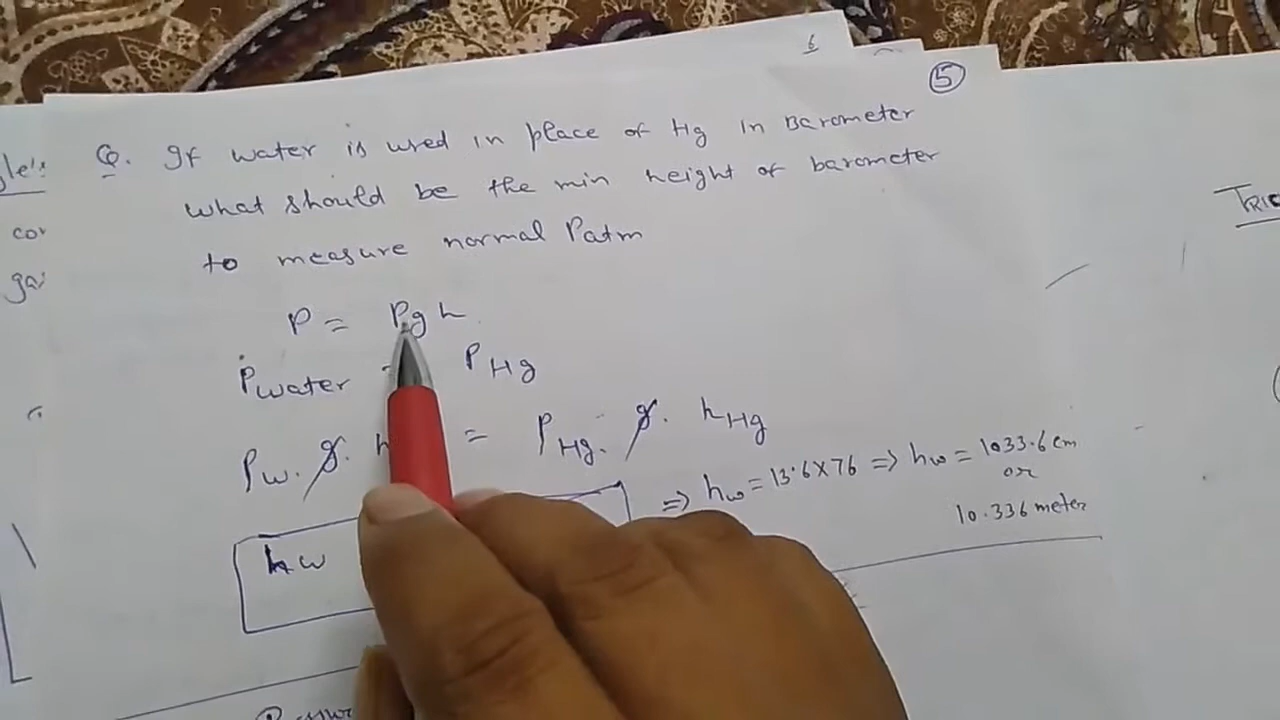 6
⑤
Q. If water is used in place of Hg in Barometer
what should be the min height of barometer
to measure normal Patm
P = ρgh
Pwater = PHg
ρw. g. h = ρHg. g. hHg
⇒ hw = 13.6 X 76 ⇒ hw = 1033.6 cm
or
10.336 meter
hw